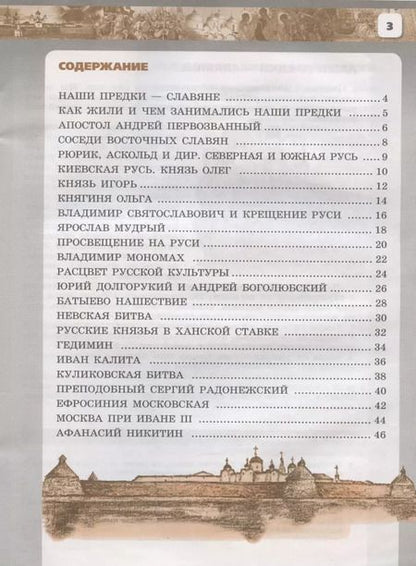 3
СОДЕРЖАНИЕ
НАШИ ПРЕДКИ — СЛАВЯНЕ 4
КАК ЖИЛИ И ЧЕМ ЗАНИМАЛИСЬ НАШИ ПРЕДКИ 5
АПОСТОЛ АНДРЕЙ ПЕРВОЗВАННЫЙ 6
СОСЕДИ ВОСТОЧНЫХ СЛАВЯН 8
РЮРИК, АСКОЛЬД И ДИР. СЕВЕРНАЯ И ЮЖНАЯ РУСЬ 9
КИЕВСКАЯ РУСЬ. КНЯЗЬ ОЛЕГ 10
КНЯЗЬ ИГОРЬ 12
КНЯГИНЯ ОЛЬГА 14
ВЛАДИМИР СВЯТОСЛАВОВИЧ И КРЕЩЕНИЕ РУСИ 16
ЯРОСЛАВ МУДРЫЙ 18
ПРОСВЕЩЕНИЕ НА РУСИ 20
ВЛАДИМИР МОНОМАХ 22
РАСЦВЕТ РУССКОЙ КУЛЬТУРЫ 24
ЮРИЙ ДОЛГОРУКИЙ И АНДРЕЙ БОГОЛЮБСКИЙ 26
БАТЫЕВО НАШЕСТВИЕ 28
НЕВСКАЯ БИТВА 30
РУССКИЕ КНЯЗЬЯ В ХАНСКОЙ СТАВКЕ 32
ГЕДИМИН 34
ИВАН КАЛИТА 36
КУЛИКОВСКАЯ БИТВА 38
ПРЕПОДОБНЫЙ СЕРГИЙ РАДОНЕЖСКИЙ 40
ЕФРОСИНИЯ МОСКОВСКАЯ 42
МОСКВА ПРИ ИВАНЕ III 44
АФАНАСИЙ НИКИТИН 46